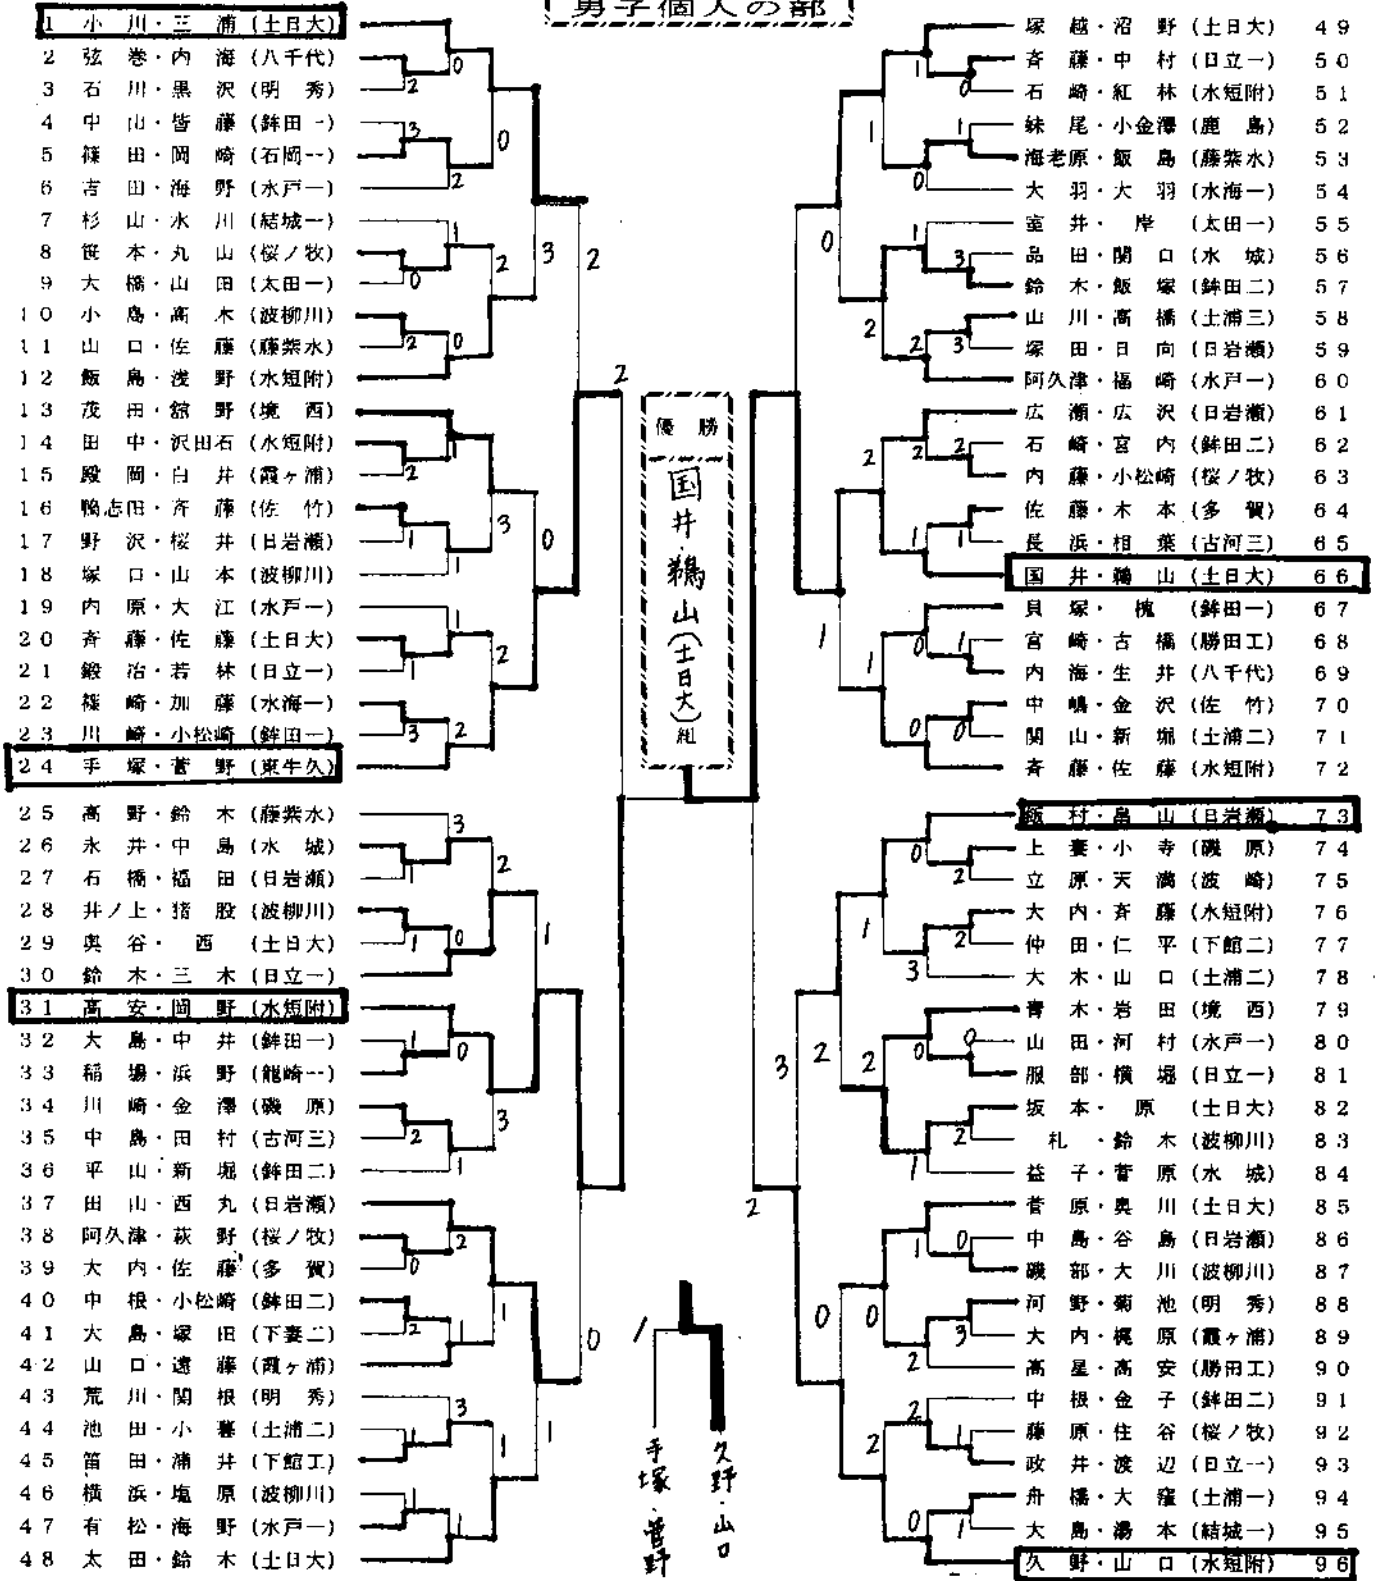 男子個人の部
1 小川・三浦 (土日大)
2 弦巻・内海 (八千代)
3 石川・黒沢 (明秀)
4 中山・皆藤 (鉾田一)
5 篠田・岡崎 (石岡一)
6 吉田・海野 (水戸一)
7 杉山・水川 (結城一)
8 笹本・丸山 (桜ノ牧)
9 大橋・山田 (太田一)
10 小島・高木 (波柳川)
11 山口・佐藤 (藤紫水)
12 飯島・浅野 (水短附)
13 茂田・舘野 (境西)
14 田中・沢田石 (水短附)
15 殿岡・白井 (霞ヶ浦)
16 鴨志田・斉藤 (佐竹)
17 野沢・桜井 (日岩瀬)
18 塚口・山本 (波柳川)
19 内原・大江 (水戸一)
20 斉藤・佐藤 (土日大)
21 鍛冶・若林 (日立一)
22 篠崎・加藤 (水海一)
23 川崎・小松崎 (鉾田一)
24 手塚・菅野 (東牛久)
25 高野・鈴木 (藤紫水)
26 永井・中島 (水城)
27 石橋・福田 (日岩瀬)
28 井ノ上・猪股 (波柳川)
29 奥谷・西 (土日大)
30 鈴木・三木 (日立一)
31 高安・岡野 (水短附)
32 大島・中井 (鉾田一)
33 稲場・浜野 (龍崎一)
34 川崎・金澤 (磯原)
35 中島・田村 (古河三)
36 平山・新堀 (鉾田二)
37 田山・西丸 (日岩瀬)
38 阿久津・萩野 (桜ノ牧)
39 大内・佐藤 (多賀)
40 中根・小松崎 (鉾田二)
41 大島・塚田 (下妻二)
42 山口・遠藤 (霞ヶ浦)
43 荒川・関根 (明秀)
44 池田・小 (土浦二)
45 笛田・浦井 (下館工)
46 横浜・塩原 (波柳川)
47 有松・海野 (水戸一)
48 太田・鈴木 (土日大)
優勝
国井・鵜山(土日大)組
手塚・菅野
久野・山口
塚越・沼野 (土日大) 49
斉藤・中村 (日立一) 50
石崎・紅林 (水短附) 51
妹尾・小金澤 (鹿島) 52
海老原・飯島 (藤紫水) 53
大羽・大羽 (水海一) 54
室井・岸 (太田一) 55
品田・関口 (水城) 56
鈴木・飯塚 (鉾田二) 57
山川・高橋 (土浦三) 58
塚田・日向 (日岩瀬) 59
阿久津・福崎 (水戸一) 60
広瀬・広沢 (日岩瀬) 61
石崎・宮内 (鉾田二) 62
内藤・小松崎 (桜ノ牧) 63
佐藤・木本 (多賀) 64
長浜・相葉 (古河三) 65
国井・鵜山 (土日大) 66
貝塚・槐 (鉾田一) 67
宮崎・古橋 (勝田工) 68
内海・生井 (八千代) 69
中嶋・金沢 (佐竹) 70
関山・新堀 (土浦二) 71
斉藤・佐藤 (水短附) 72
飯村・畠山 (日岩瀬) 73
上妻・小寺 (磯原) 74
立原・天満 (波崎) 75
大内・斉藤 (水短附) 76
仲田・仁平 (下館二) 77
大木・山口 (土浦二) 78
青木・岩田 (境西) 79
山田・河村 (水戸一) 80
服部・横堀 (日立一) 81
坂本・原 (土日大) 82
札・鈴木 (波柳川) 83
益子・菅原 (水城) 84
菅原・奥川 (土日大) 85
中島・谷島 (日岩瀬) 86
磯部・大川 (波柳川) 87
河野・菊池 (明秀) 88
大内・梶原 (霞ヶ浦) 89
高星・高安 (勝田工) 90
中根・金子 (鉾田二) 91
藤原・住谷 (桜ノ牧) 92
政井・渡辺 (日立一) 93
舟橋・大窪 (土浦一) 94
大島・湯本 (結城一) 95
久野・山口 (水短附) 96